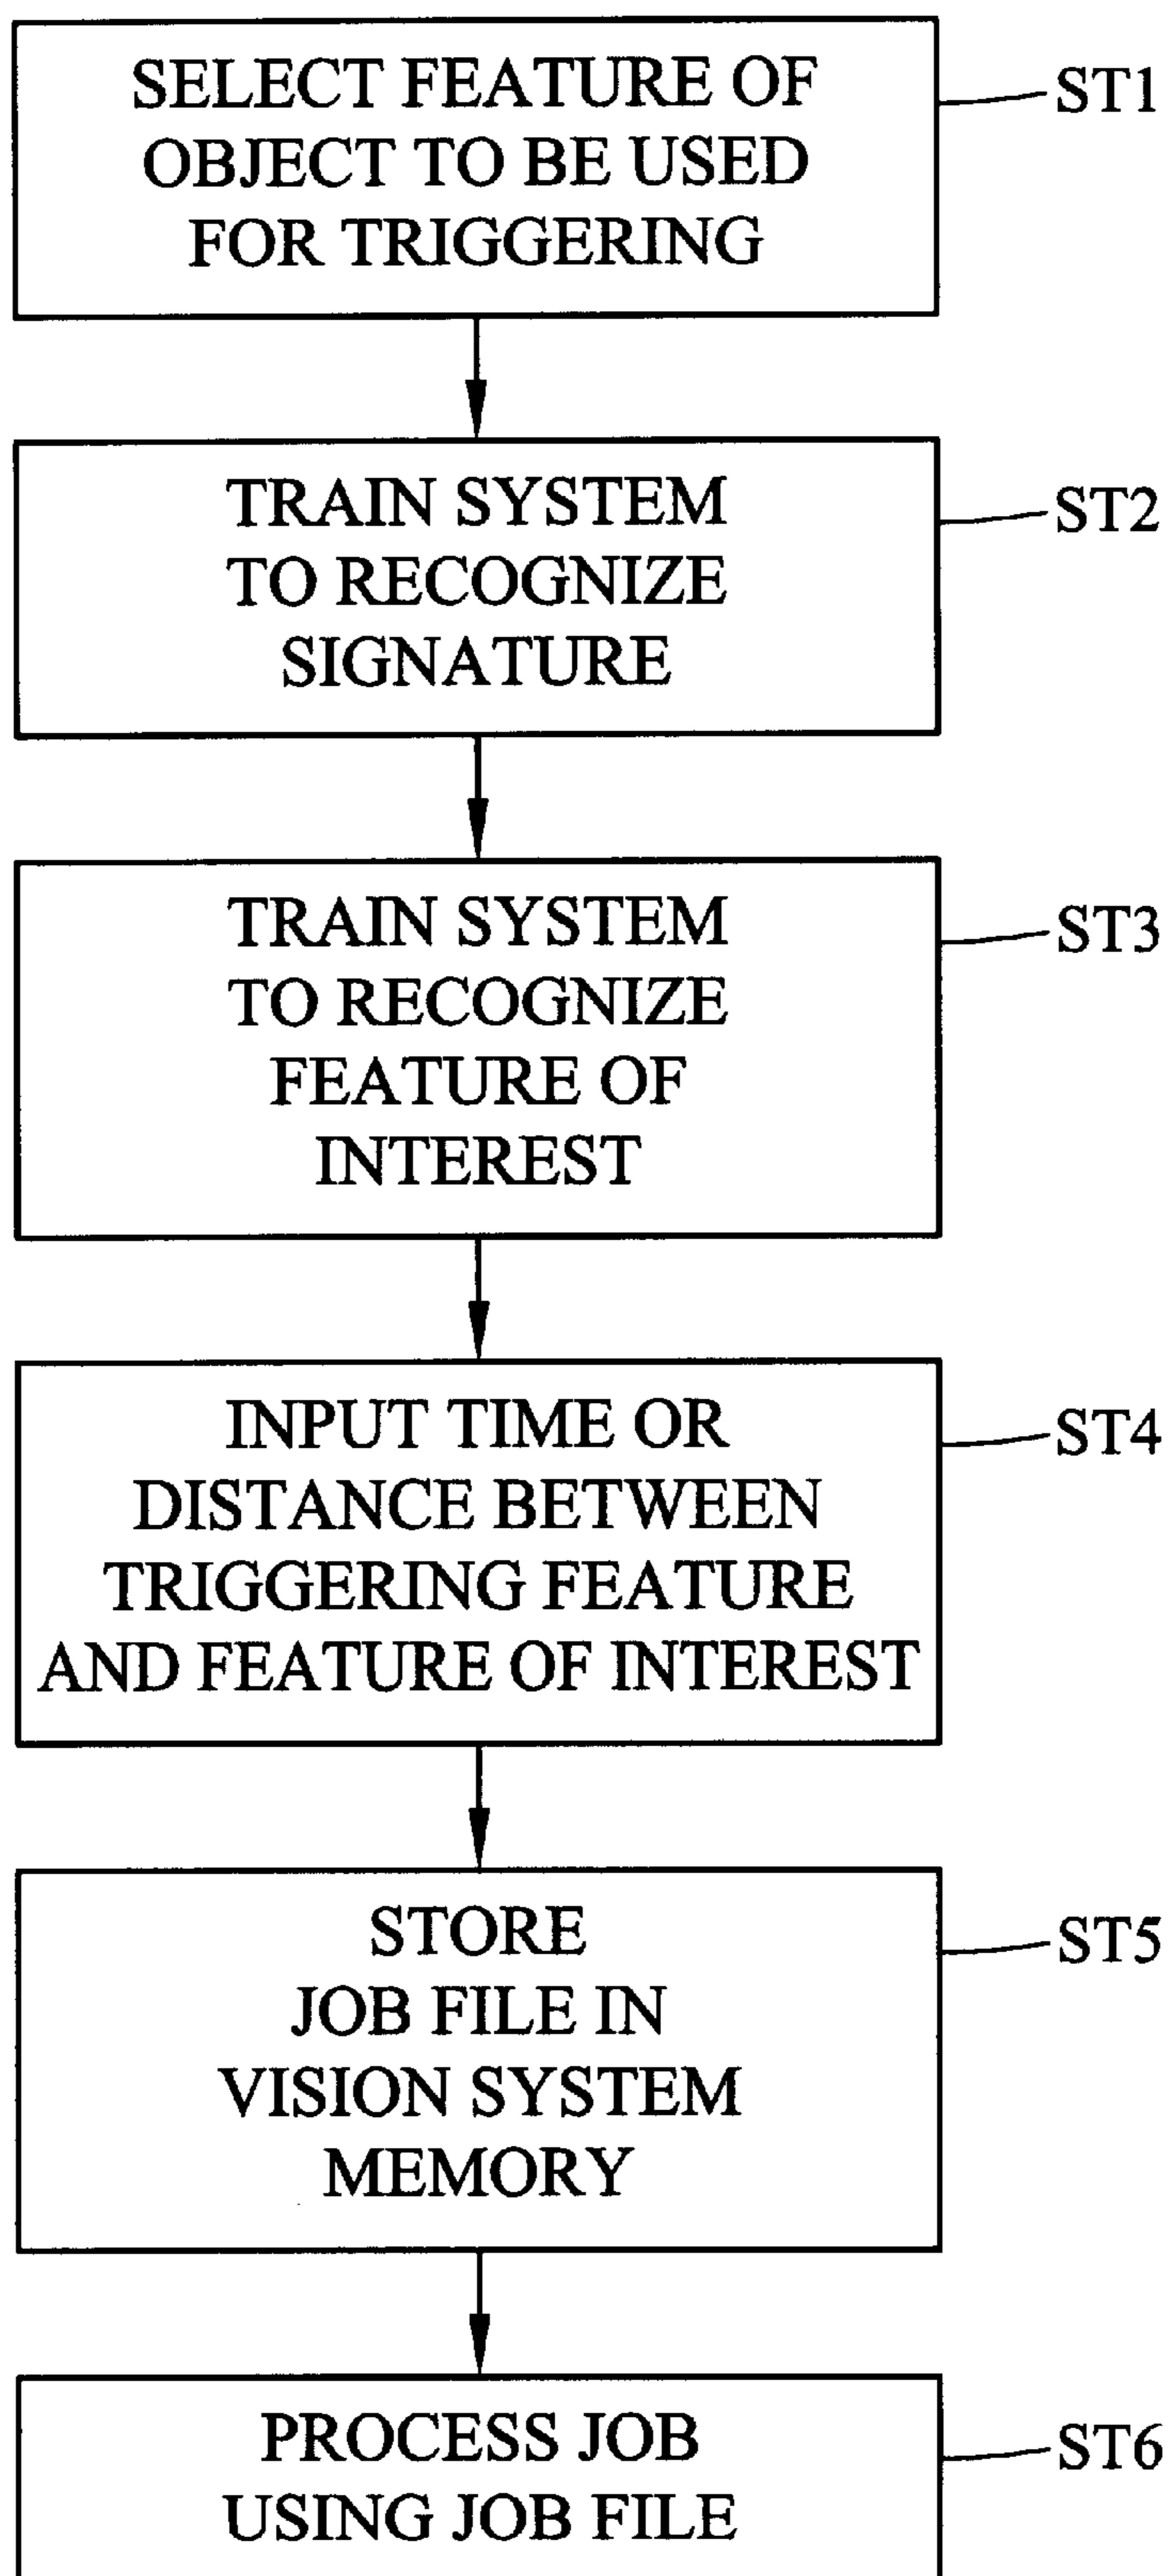 SELECT FEATURE OF
OBJECT TO BE USED
FOR TRIGGERING
ST1
TRAIN SYSTEM
TO RECOGNIZE
SIGNATURE
ST2
TRAIN SYSTEM
TO RECOGNIZE
FEATURE OF
INTEREST
ST3
INPUT TIME OR
DISTANCE BETWEEN
TRIGGERING FEATURE
AND FEATURE OF INTEREST
ST4
STORE
JOB FILE IN
VISION SYSTEM
MEMORY
ST5
PROCESS JOB
USING JOB FILE
ST6